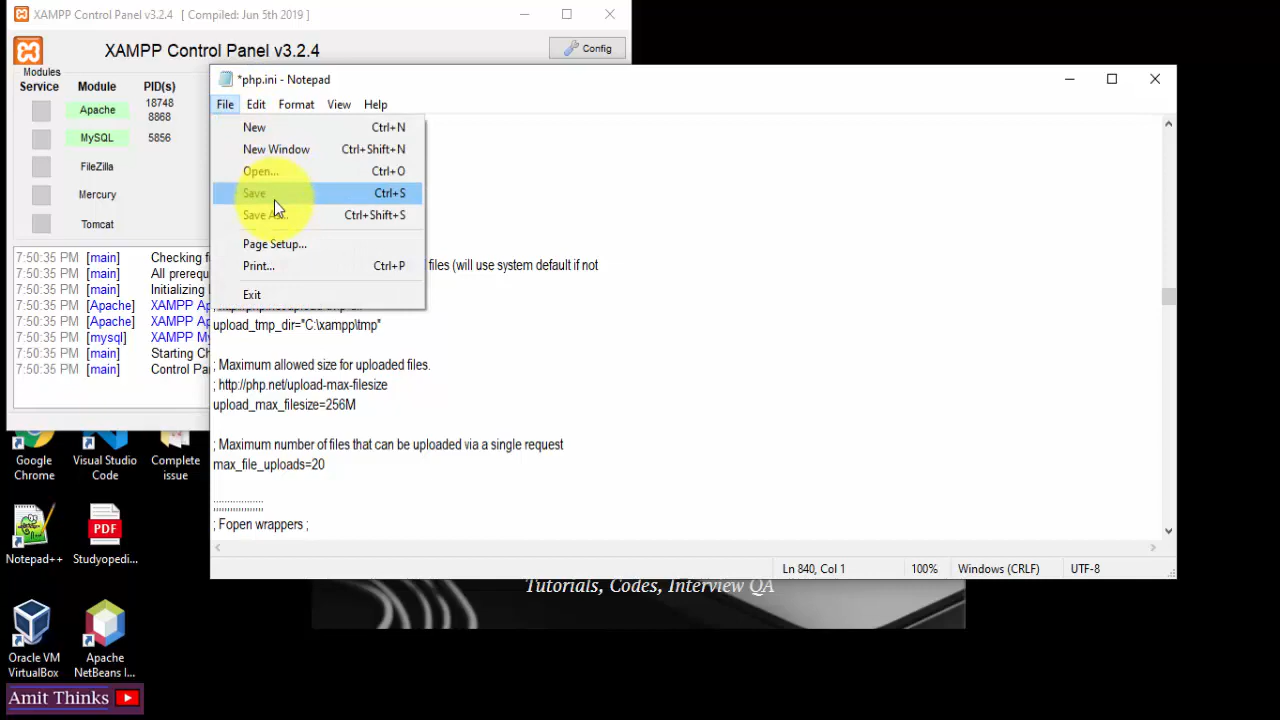 XAMPP Control Panel v3.2.4 [ Compiled: Jun 5th 2019 ]
XAMPP Control Panel v3.2.4
Config
Modules
Service Module PID(s)
Apache 18748 8868
MySQL 5856
FileZilla
Mercury
Tomcat
7:50:35 PM [main] Checking f
7:50:35 PM [main] All prerequ
7:50:35 PM [main] Initializing
7:50:35 PM [Apache] XAMPP Ap
7:50:35 PM [Apache] XAMPP Ap
7:50:35 PM [mysql] XAMPP My
7:50:35 PM [main] Starting Ch
7:50:35 PM [main] Control Pan
*php.ini - Notepad
File Edit Format View Help
New Ctrl+N
New Window Ctrl+Shift+N
Open... Ctrl+O
Save Ctrl+S
Save As... Ctrl+Shift+S
Page Setup...
Print... Ctrl+P
Exit
files (will use system default if not
upload_tmp_dir="C:\xampp\tmp"
; Maximum allowed size for uploaded files.
; http://php.net/upload-max-filesize
upload_max_filesize=256M
; Maximum number of files that can be uploaded via a single request
max_file_uploads=20
;;;;;;;;;;;;;;;;;;
; Fopen wrappers ;
Ln 840, Col 1 100% Windows (CRLF) UTF-8
Google Chrome
Visual Studio Code
Complete issue
Notepad++
PDF
Studyopedi...
Oracle VM VirtualBox
Apache NetBeans I...
Tutorials, Codes, Interview QA
Amit Thinks